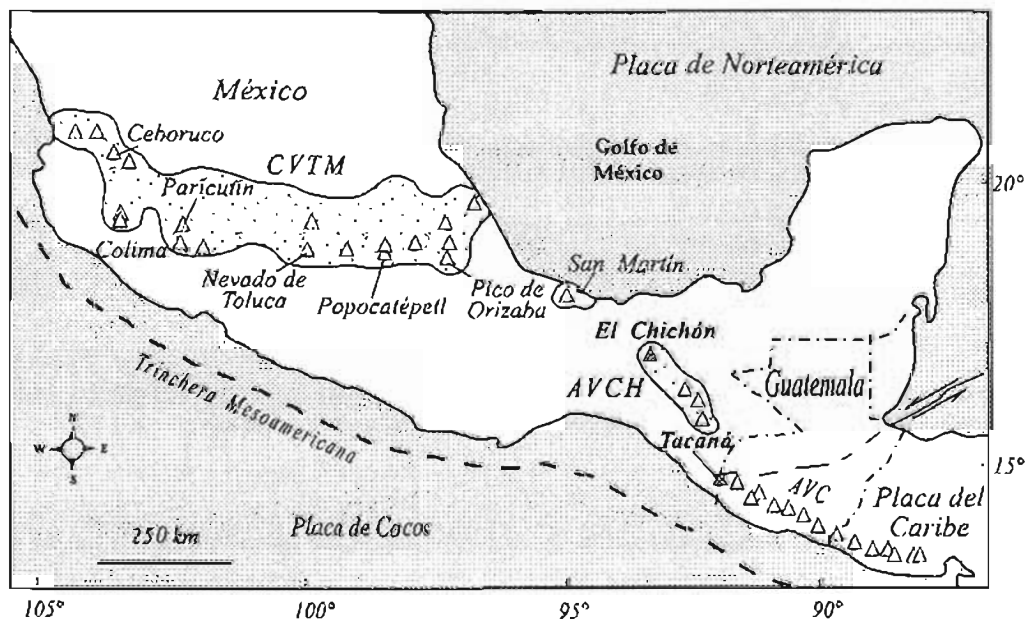 Placa de Norteamérica
México
Golfo de
México
Ceboruco
CVTM
20°
Parícutin
Colima
Nevado de
Toluca
Popocatépetl
Pico de
Orizaba
San Martín
El Chichón
AVCH
Guatemala
Trinchera Mesoamericana
N
W
E
S
Tacaná
15°
AVC
Placa del
Caribe
250 km
Placa de Cocos
105°
100°
95°
90°